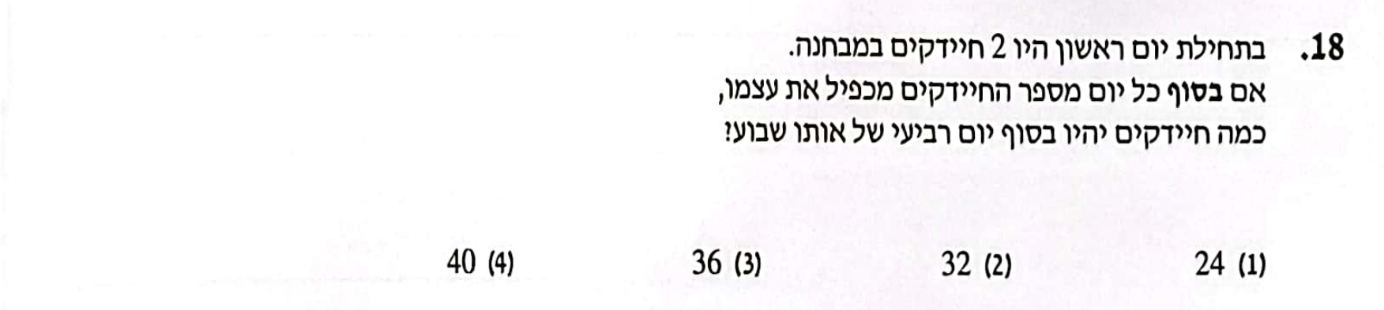 18. בתחילת יום ראשון היו 2 חיידקים במבחנה.
אם בסוף כל יום מספר החיידקים מכפיל את עצמו,
כמה חיידקים יהיו בסוף יום רביעי של אותו שבוע?
(1) 24 (2) 32 (3) 36 (4) 40